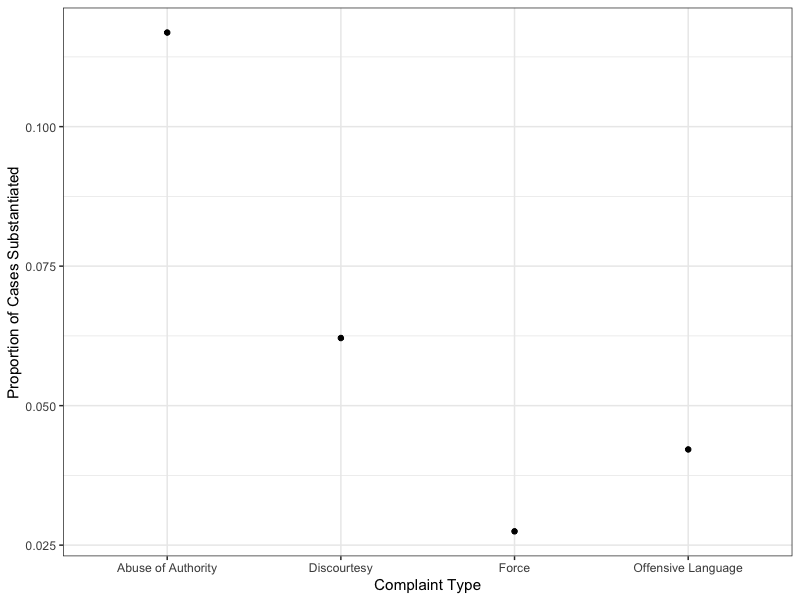 Proportion of Cases Substantiated
0.100
0.075
0.050
0.025
Abuse of Authority
Discourtesy
Force
Offensive Language
Complaint Type